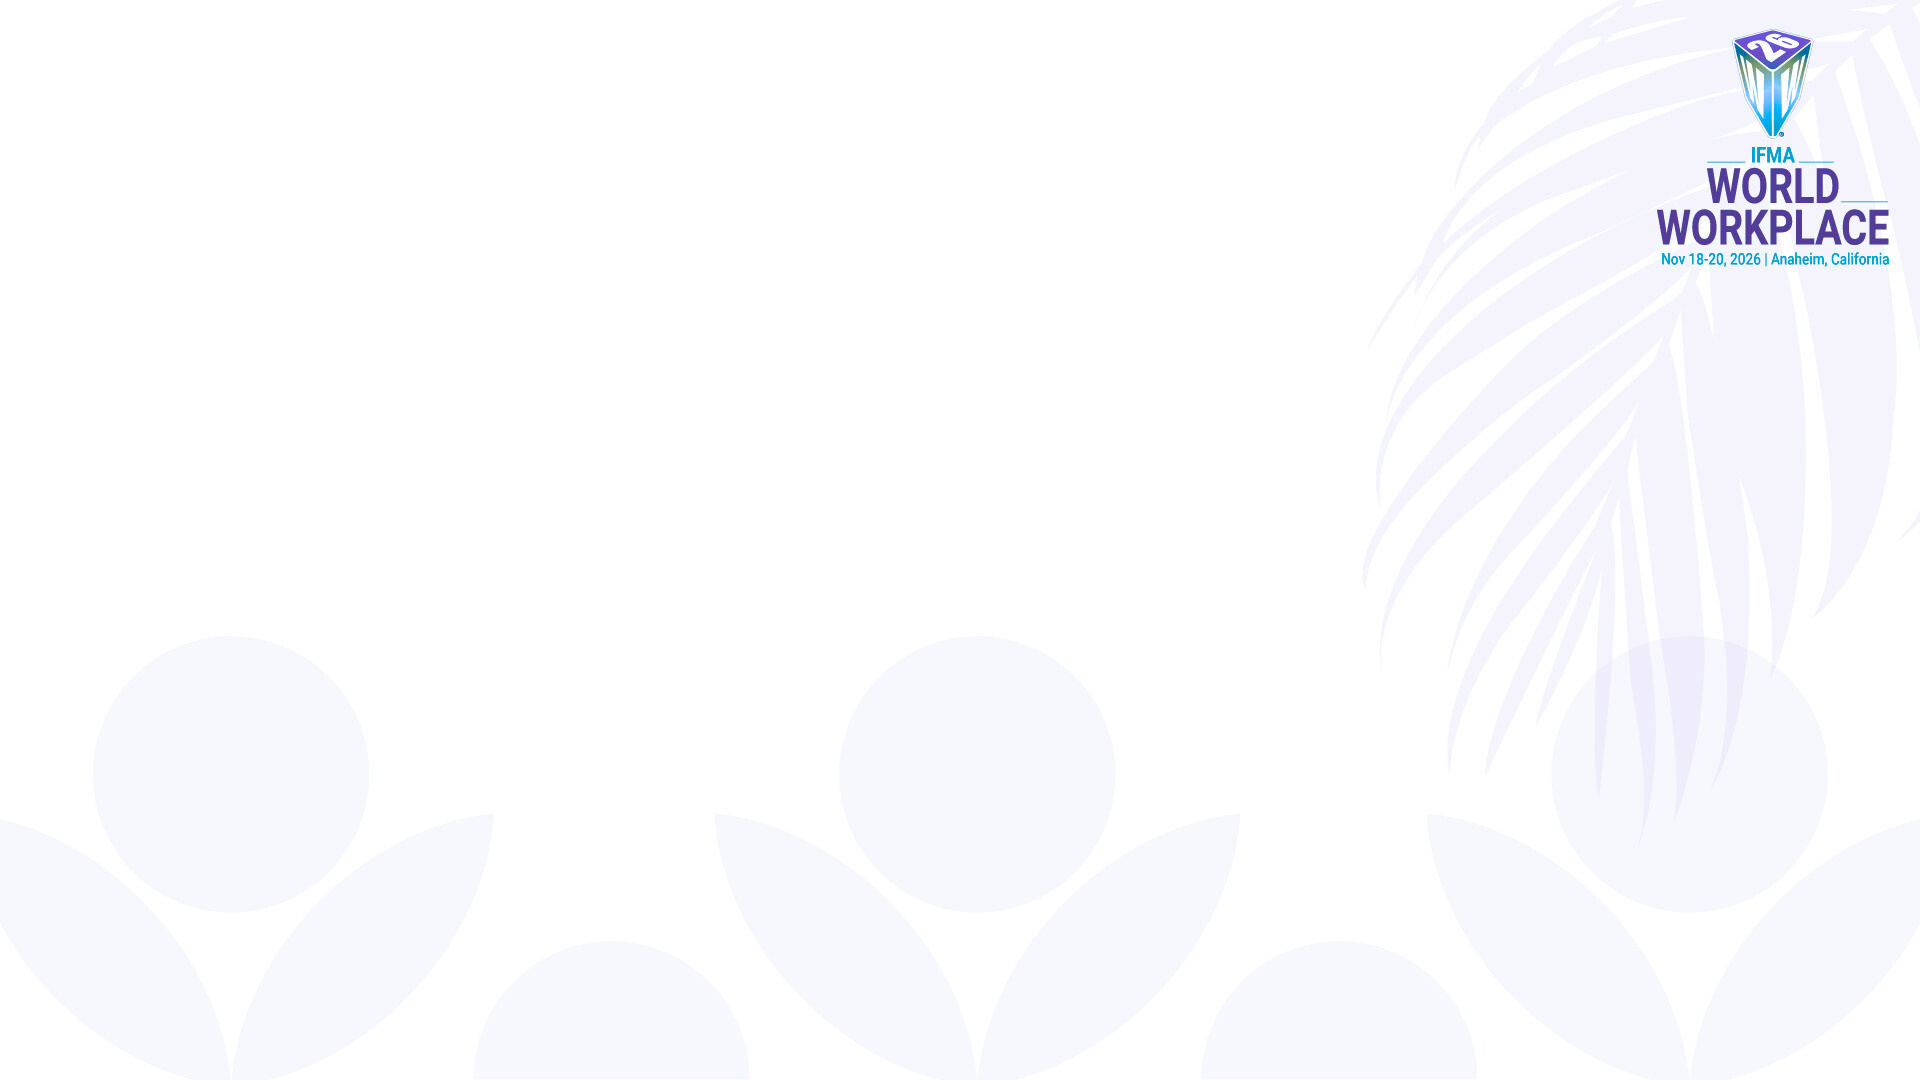 26
IFMA
WORLD
WORKPLACE
Nov 18-20, 2026 | Anaheim, California